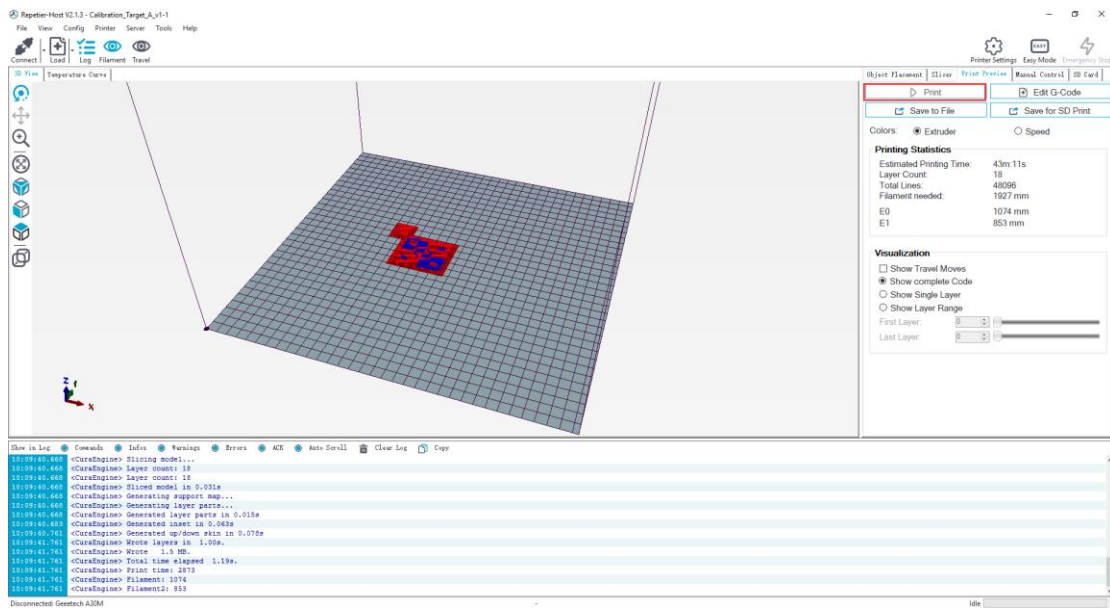 Repetier-Host V2.1.3 - Calibration_Target_A_v1-1
File View Config Printer Server Tools Help
Connect Load Log Filament Travel Printer Settings Easy Mode Emergency Stop
EASY
3D View Temperature Curve
Object Placement Slicer Print Preview Manual Control SD Card
Print Edit G-Code
Save to File Save for SD Print
Colors: Extruder Speed
Printing Statistics
Estimated Printing Time: 43m:11s
Layer Count: 18
Total Lines: 48096
Filament needed: 1927 mm
E0 1074 mm
E1 853 mm
Visualization
Show Travel Moves
Show complete Code
Show Single Layer
Show Layer Range
First Layer: 0
Last Layer: 0
Z
X
Show in Log: Commands Infos Warnings Errors ACK Auto Scroll Clear Log Copy
10:09:40.668 <CuraEngine> Slicing model...
10:09:40.668 <CuraEngine> Layer count: 18
10:09:40.668 <CuraEngine> Layer count: 18
10:09:40.668 <CuraEngine> Sliced model in 0.031s
10:09:40.668 <CuraEngine> Generating support map...
10:09:40.668 <CuraEngine> Generating layer parts...
10:09:40.668 <CuraEngine> Generated layer parts in 0.015s
10:09:40.683 <CuraEngine> Generated inset in 0.063s
10:09:40.761 <CuraEngine> Generated up/down skin in 0.078s
10:09:41.761 <CuraEngine> Wrote layers in 1.00s.
10:09:41.761 <CuraEngine> Wrote 1.5 MB.
10:09:41.761 <CuraEngine> Total time elapsed 1.19s.
10:09:41.761 <CuraEngine> Print time: 2873
10:09:41.761 <CuraEngine> Filament: 1074
10:09:41.761 <CuraEngine> Filament2: 853
Disconnected: Geeetech A30M - Idle